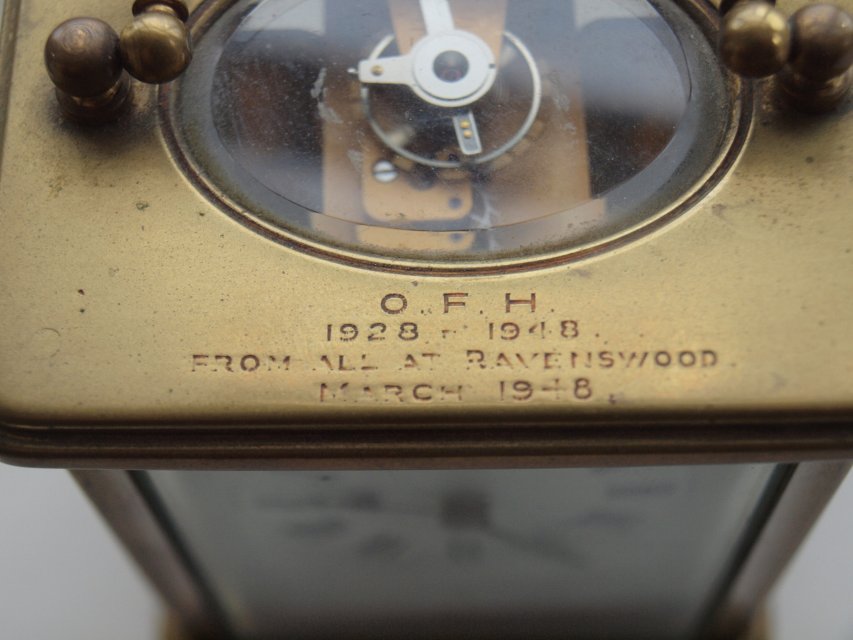 O. F. H.
1928 - 1948.
FROM ALL AT RAVENSWOOD.
MARCH 1948.